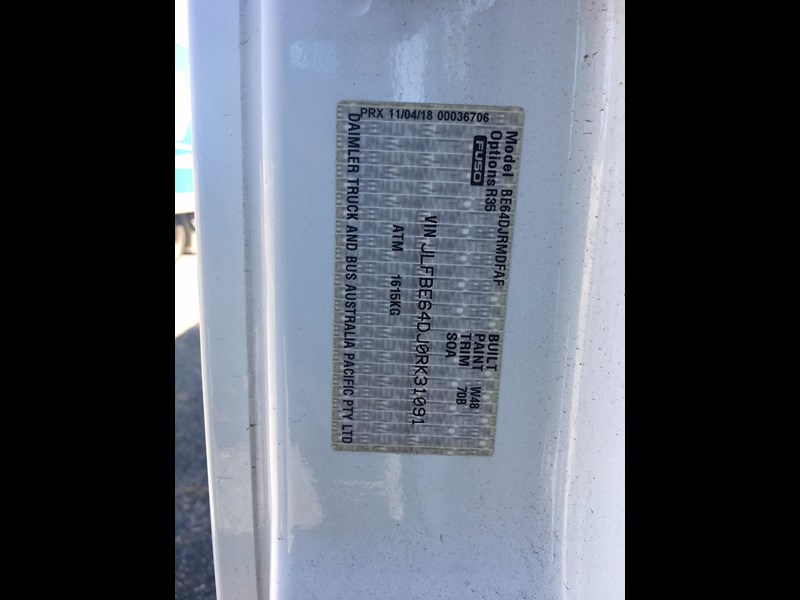 Model BE64DJRMDFAF
Options R35
FUSO
BUILT
PAINT W48
TRIM 70B
SOA
VIN JLFBE64DJ0RK31091
ATM 1615KG
DAIMLER TRUCK AND BUS AUSTRALIA PACIFIC PTY LTD
PRX 11/04/18 00036706